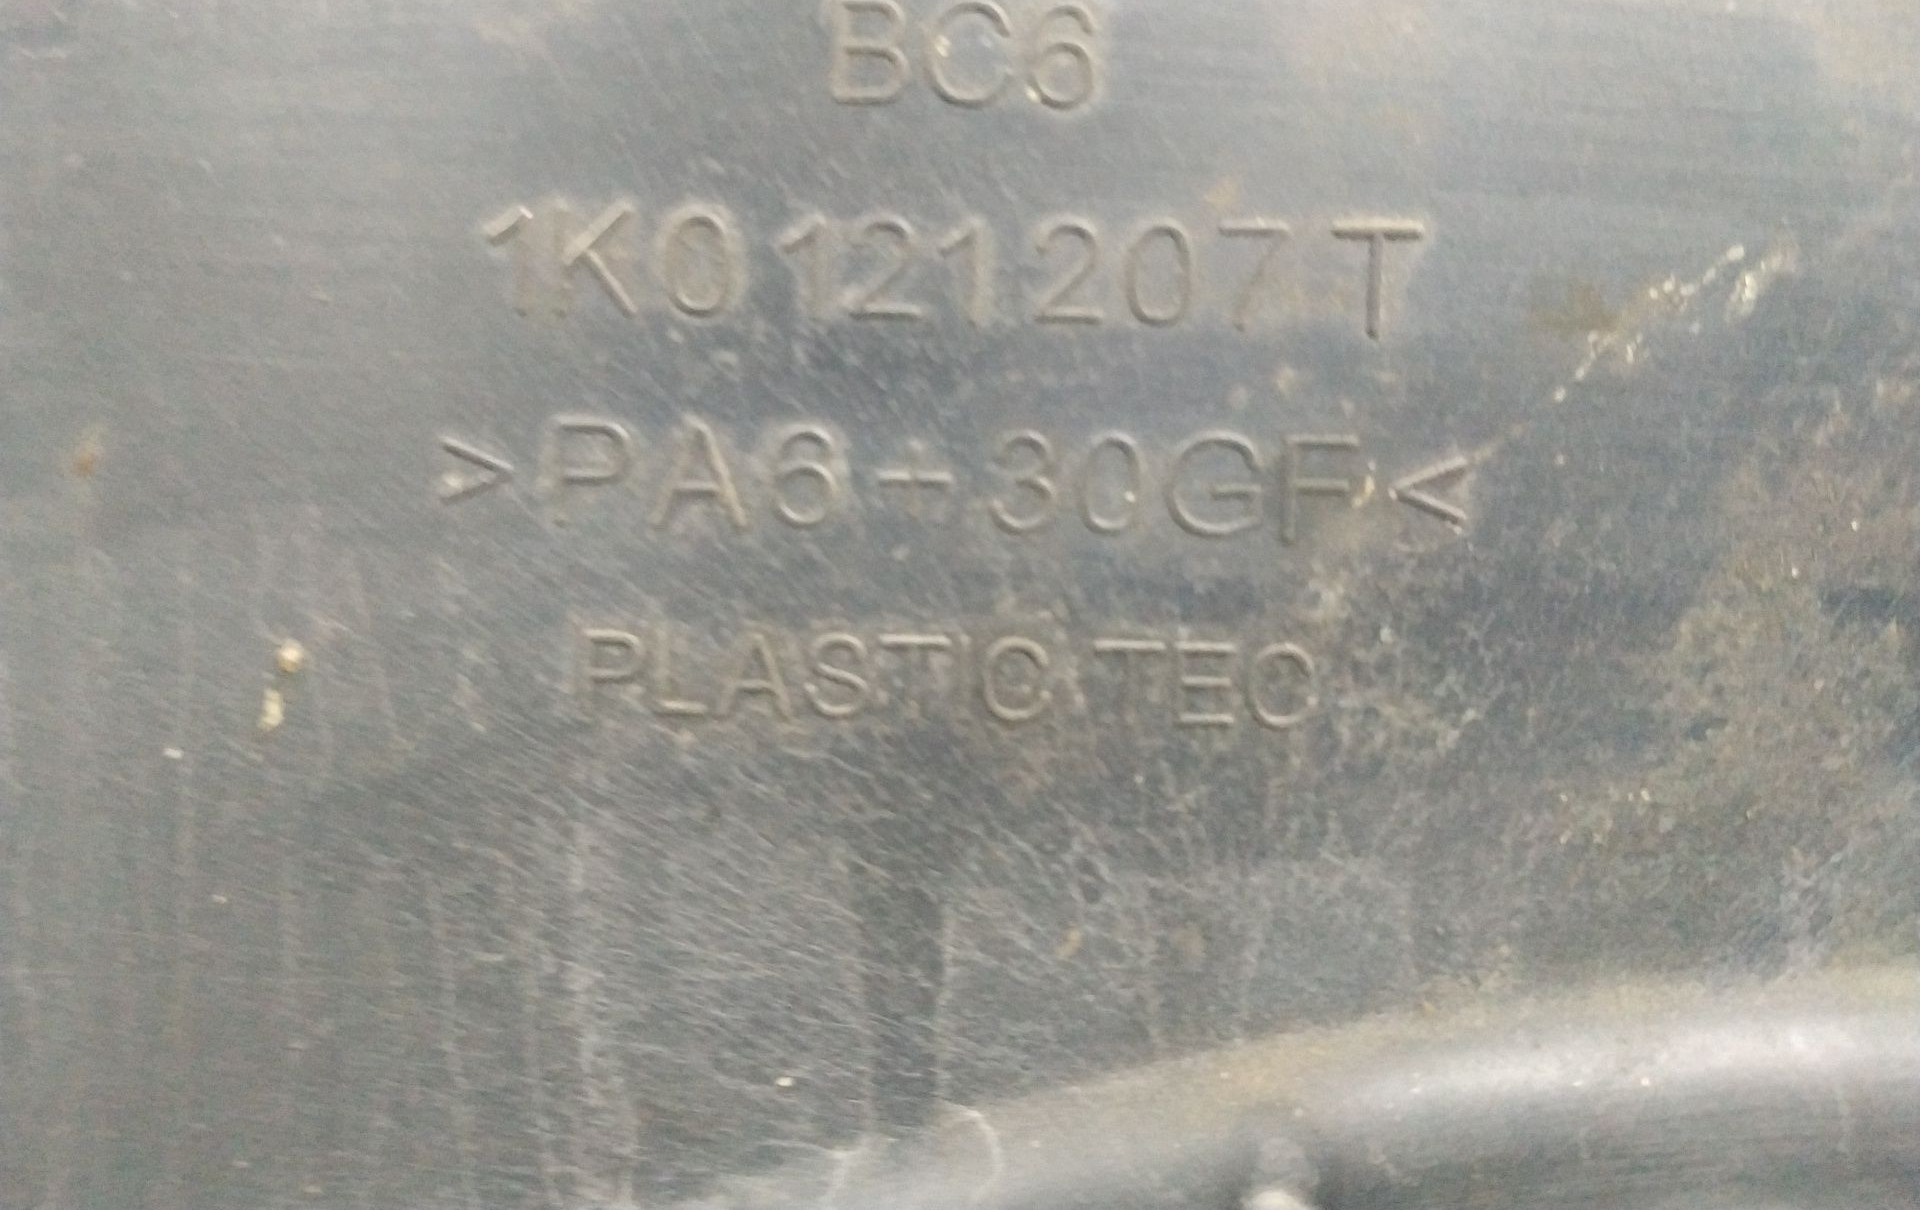 BC6
1K0 121 207 T
>PA6+30GF<
PLASTIC TEC